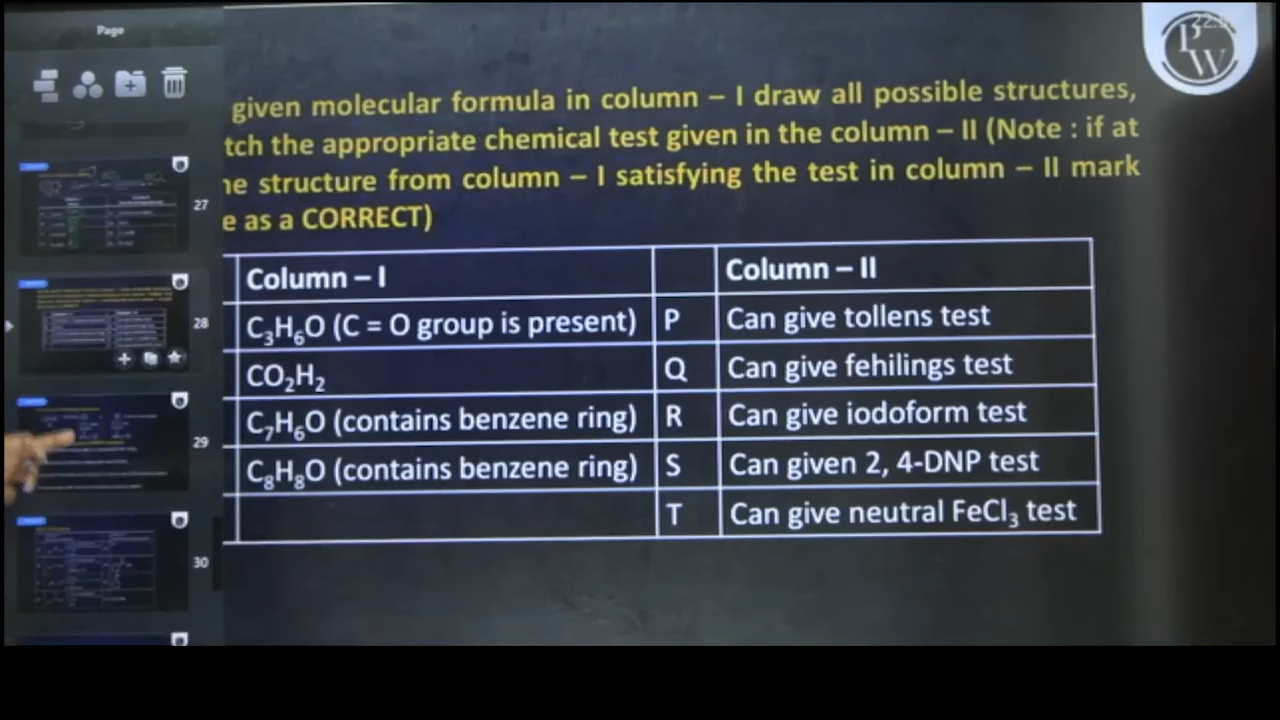 Page
22:5
PW
given molecular formula in column – I draw all possible structures,
tch the appropriate chemical test given in the column – II (Note : if at
ne structure from column – I satisfying the test in column – II mark
e as a CORRECT)
Column – I Column – II
C₃H₆O (C = O group is present) P Can give tollens test
CO₂H₂ Q Can give fehilings test
C₇H₆O (contains benzene ring) R Can give iodoform test
C₈H₈O (contains benzene ring) S Can given 2, 4-DNP test
T Can give neutral FeCl₃ test
27
28
29
30